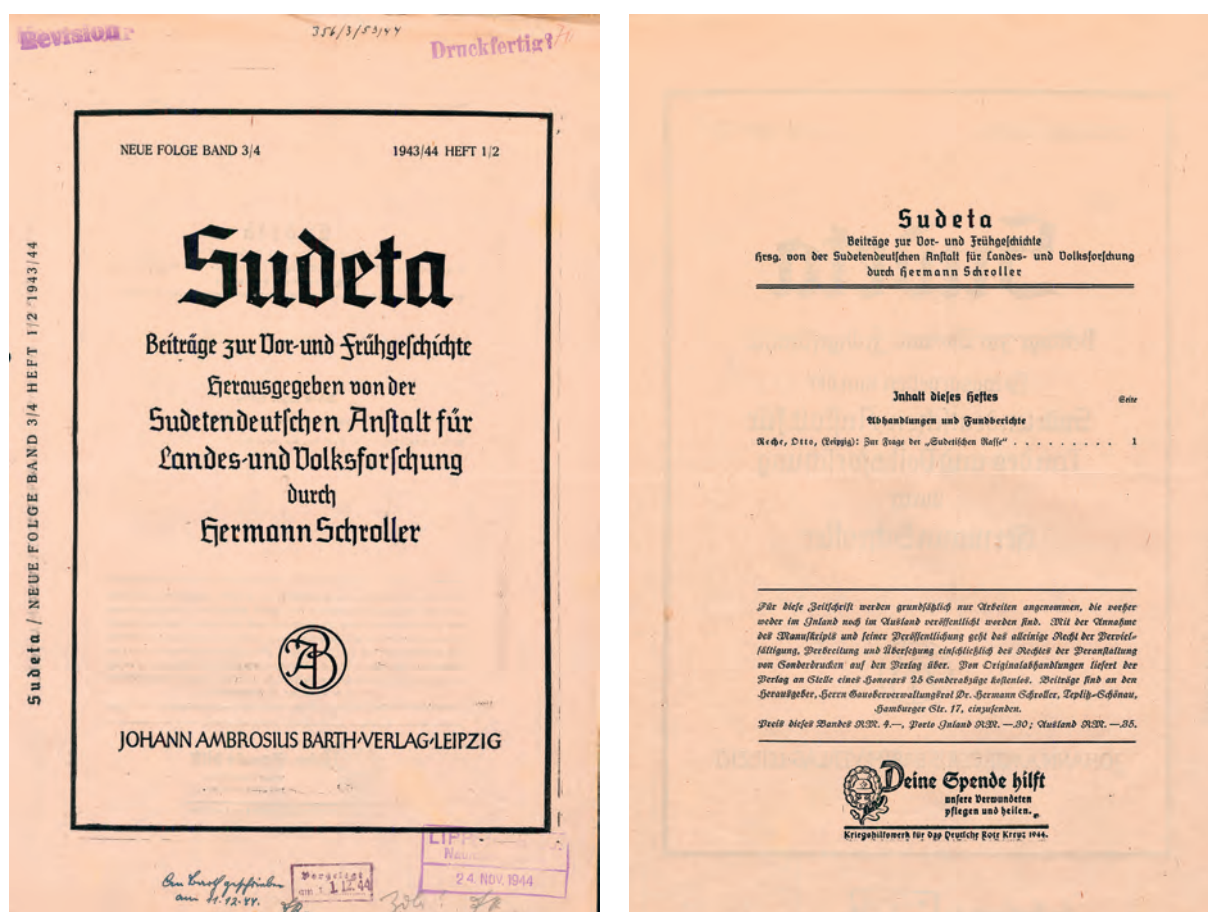 Revision
356/3/53/44
Druckfertig?
NEUE FOLGE BAND 3/4
1943/44 HEFT 1/2
Sudeta
Beiträge zur Vor- und Frühgeschichte
Herausgegeben von der
Sudetendeutschen Anstalt für
Landes- und Volksforschung
durch
Hermann Schroller
JOHANN AMBROSIUS BARTH/VERLAG/LEIPZIG
Sudeta / NEUE FOLGE BAND 3/4 HEFT 1/2 1943/44
24. NOV. 1944
Vorgelegt
am 1. 12. 44
am 11.12.44.
Sudeta
Beiträge zur Vor- und Frühgeschichte
Hrsg. von der Sudetendeutschen Anstalt für Landes- und Volksforschung
durch Hermann Schroller
Inhalt dieses Heftes
Seite
Abhandlungen und Fundberichte
Reche, Otto, (Leipzig): Zur Frage der „Sudetischen Rasse“ . . . . . . . . . 1
Für diese Zeitschrift werden grundsätzlich nur Arbeiten angenommen, die vorher
weder im Inland noch im Ausland veröffentlicht worden sind. Mit der Annahme
des Manuskripts und seiner Veröffentlichung geht das alleinige Recht der Verviel-
fältigung, Verbreitung und Übersetzung einschließlich des Rechtes der Veranstaltung
von Sonderdrucken auf den Verlag über. Von Originalabhandlungen liefert der
Verlag an Stelle eines Honorars 25 Sonderabzüge kostenlos. Beiträge sind an den
Herausgeber, Herrn Gauoberverwaltungsrat Dr. Hermann Schroller, Teplitz-Schönau,
Hamburger Str. 17, einzusenden.
Preis dieses Bandes R.M. 4.—, Porto Inland R.M. —.30; Ausland R.M. —.35.
Deine Spende hilft
unsere Verwundeten
pflegen und heilen.
Kriegshilfswerk für das Deutsche Rote Kreuz 1944.